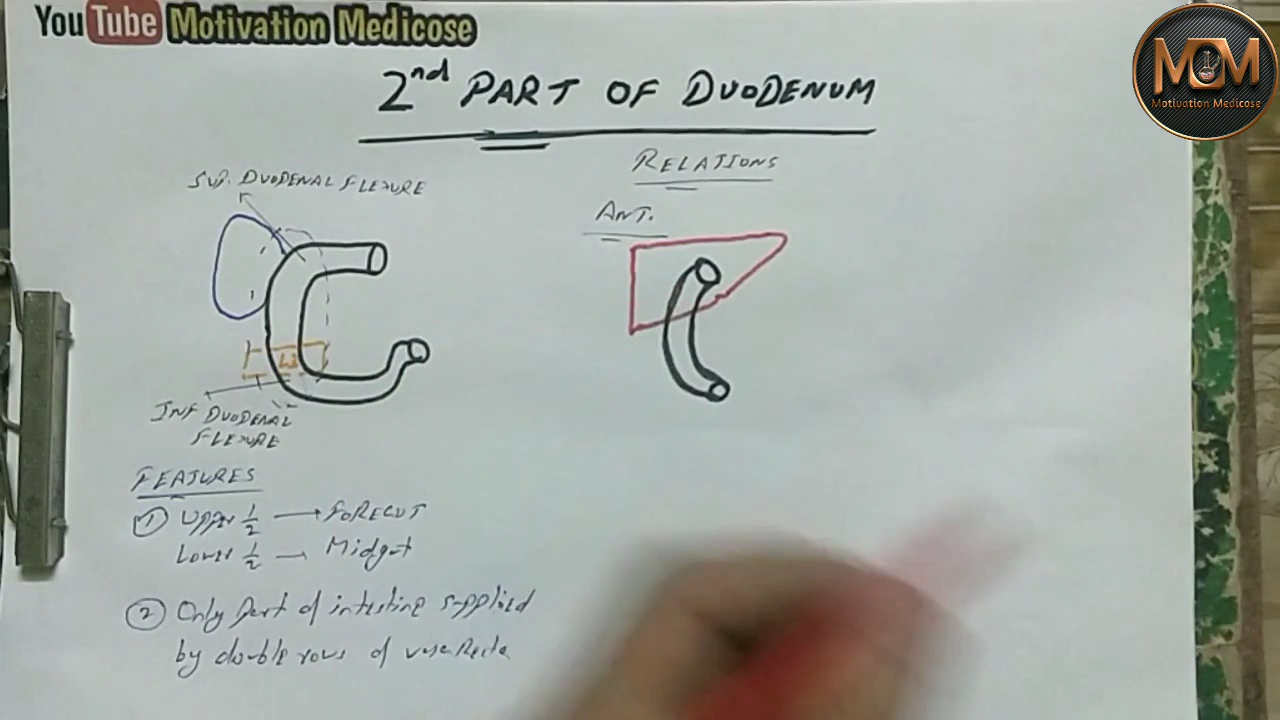 YouTube Motivation Medicose
MOM
Motivation Medicose
2nd PART OF DUODENUM
SUP. DUODENAL FLEXURE
INF DUODENAL
FLEXURE
FEATURES
① Upper 1/2 → FOREGUT
Lower 1/2 → Midgut
② Only part of intestine supplied
by double rows of vasa Recta
RELATIONS
ANT.